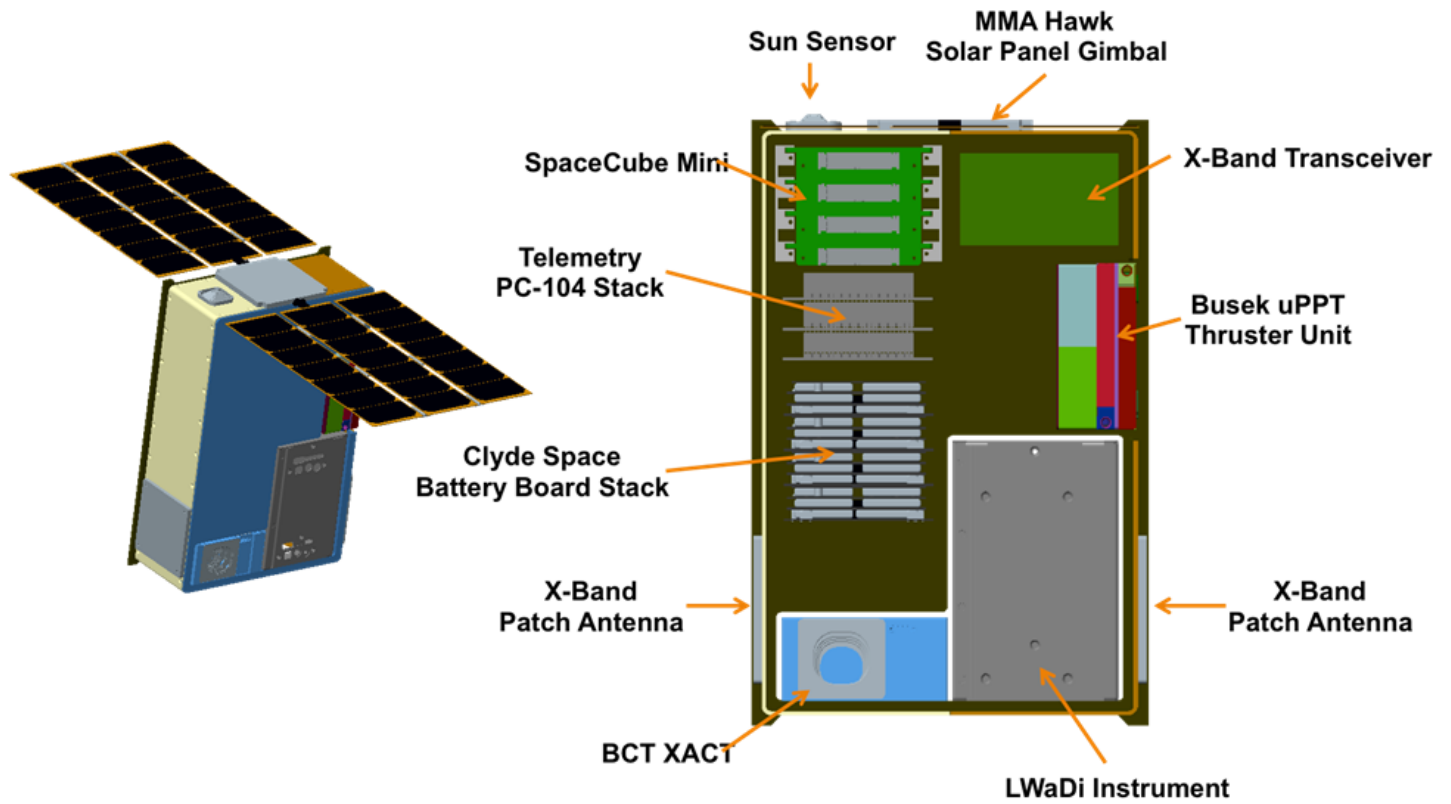 MMA Hawk
Solar Panel Gimbal
Sun Sensor
SpaceCube Mini
X-Band Transceiver
Telemetry
PC-104 Stack
Busek uPPT
Thruster Unit
Clyde Space
Battery Board Stack
X-Band
Patch Antenna
X-Band
Patch Antenna
BCT XACT
LWaDi Instrument